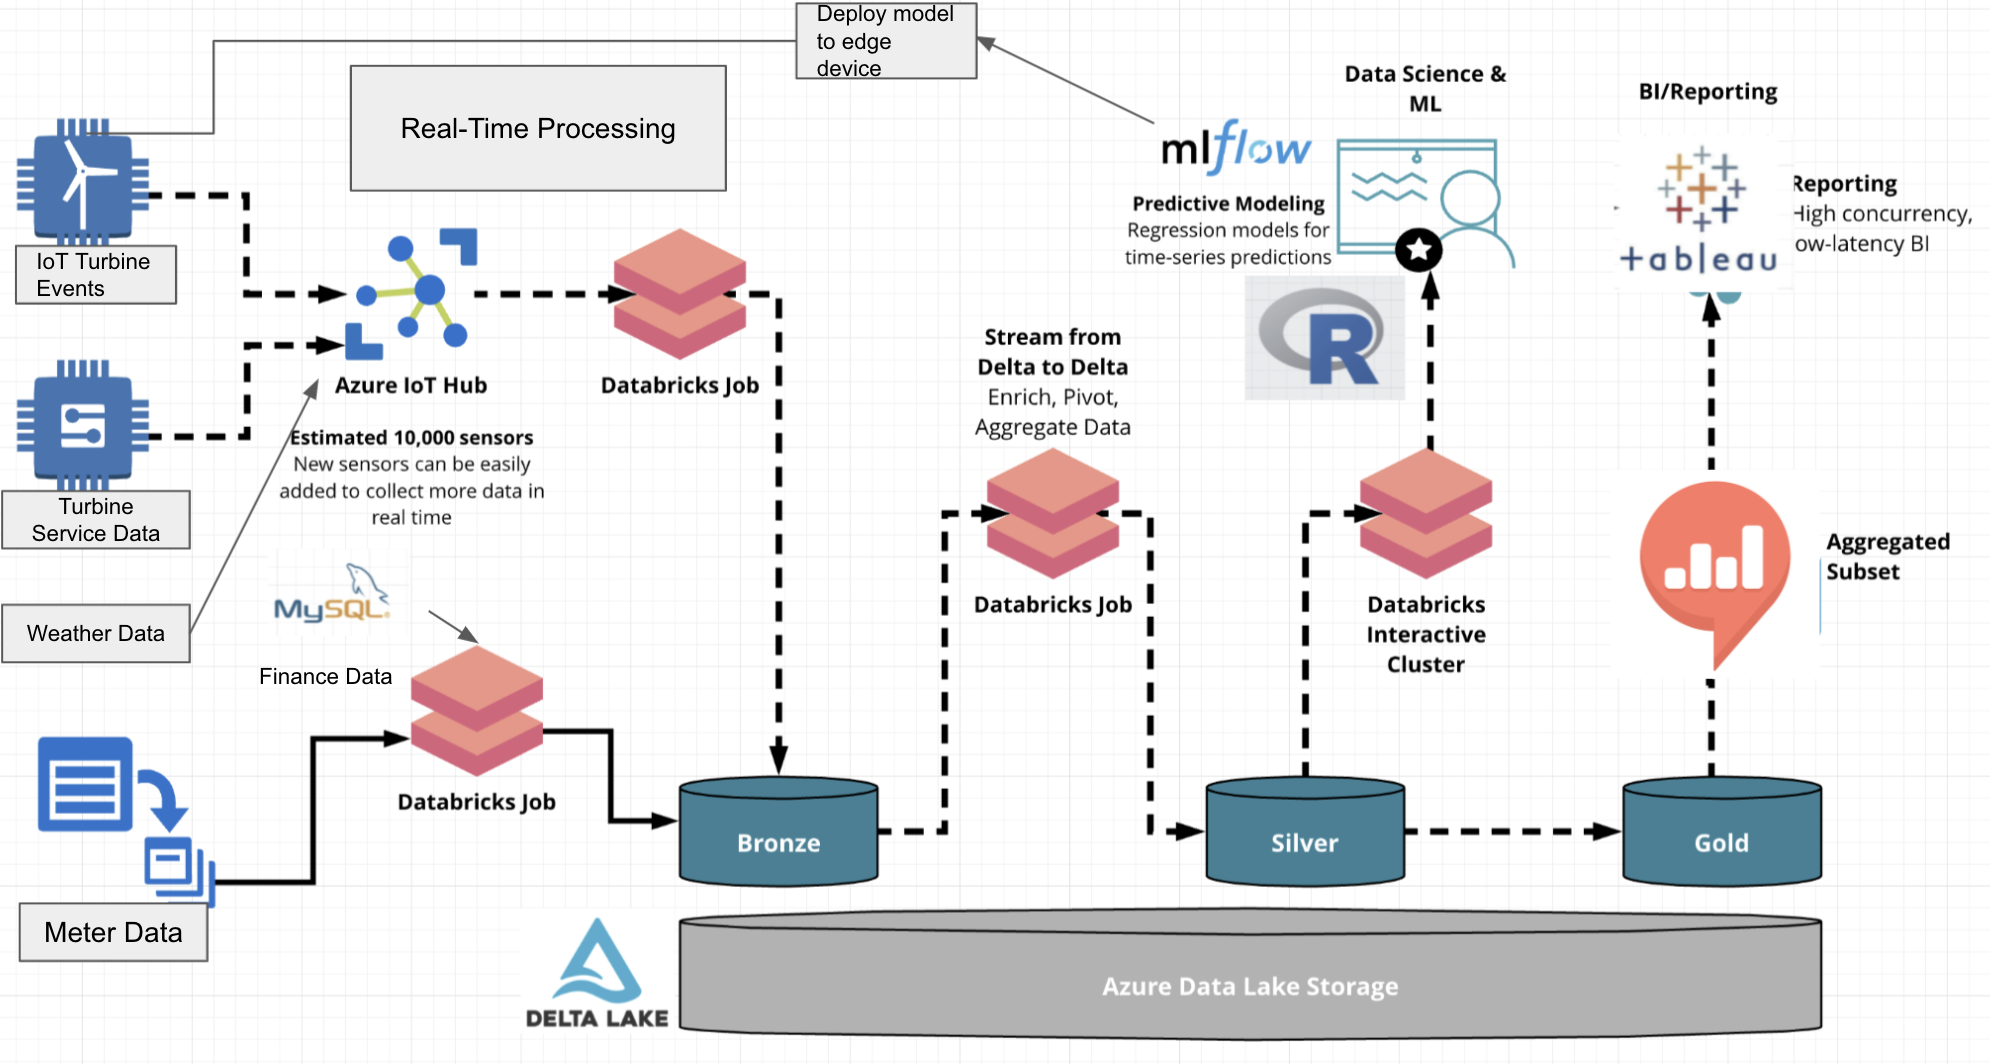 Deploy model
to edge
device
Real-Time Processing
Data Science &
ML
BI/Reporting
mlflow
Predictive Modeling
Regression models for
time-series predictions
Reporting
High concurrency,
ow-latency BI
+ableau
IoT Turbine
Events
R
Azure IoT Hub
Databricks Job
Stream from
Delta to Delta
Enrich, Pivot,
Aggregate Data
Estimated 10,000 sensors
New sensors can be easily
added to collect more data in
real time
Turbine
Service Data
Weather Data
MySQL®
Finance Data
Databricks Job
Databricks Job
Databricks
Interactive
Cluster
Aggregated
Subset
Meter Data
Bronze
Silver
Gold
DELTA LAKE
Azure Data Lake Storage